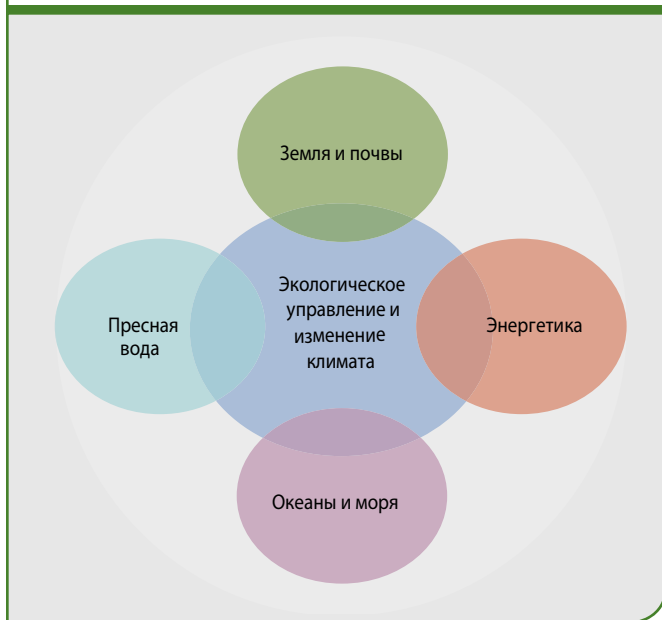 Земля и почвы
Экологическое
управление и
изменение
климата
Пресная
вода
Энергетика
Океаны и моря